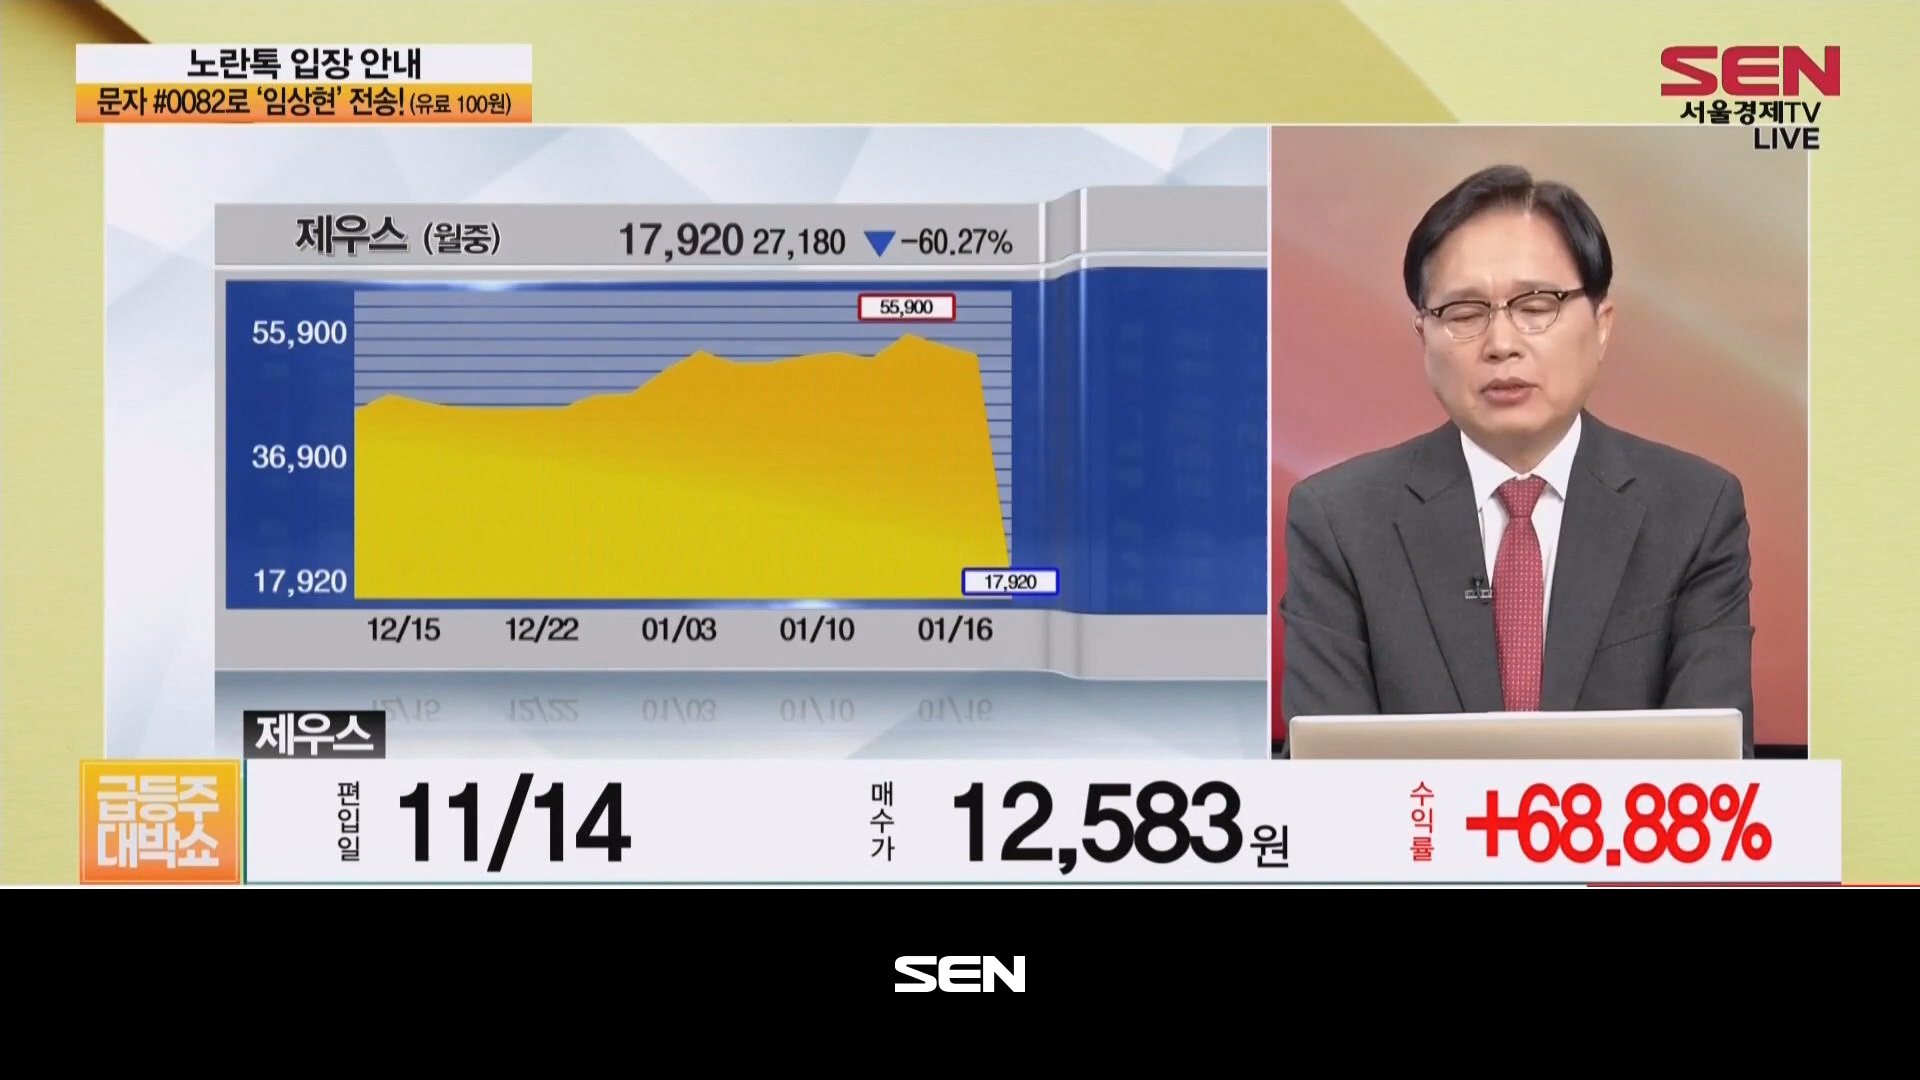 노란톡 입장 안내
문자 #0082로 '임상현' 전송! (유료 100원)
SEN
서울경제TV
LIVE
제우스 (월중) 17,920 27,180 ▼-60.27%
55,900
55,900
36,900
17,920
17,920
12/15 12/22 01/03 01/10 01/16
제우스
급등주
대박쇼
편입일 11/14 매수가 12,583원 수익률 +68.88%
SEN